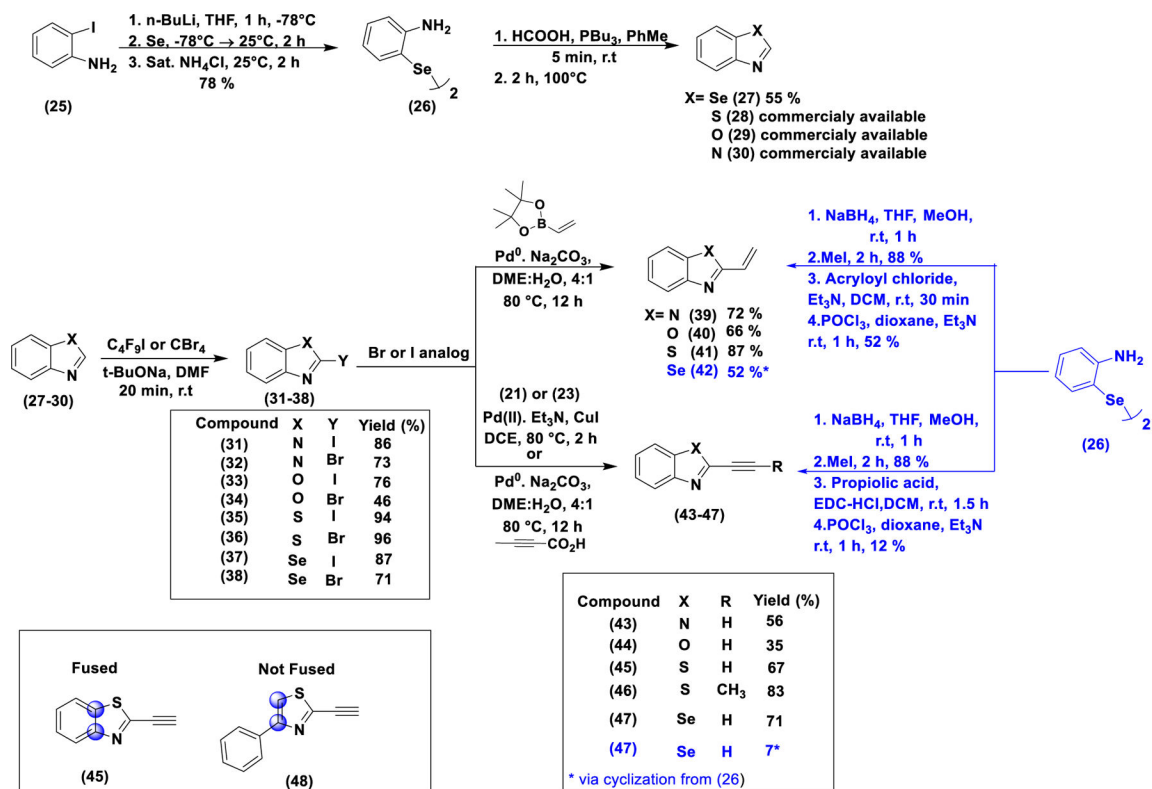 1. n-BuLi, THF, 1 h, -78°C
2. Se, -78°C → 25°C, 2 h
3. Sat. NH4Cl, 25°C, 2 h
78 %
I
NH2
(25)
NH2
Se
2
(26)
1. HCOOH, PBu3, PhMe
5 min, r.t
2. 2 h, 100°C
X
N
X= Se (27) 55 %
S (28) commercialy available
O (29) commercialy available
N (30) commercialy available
X
N
(27-30)
C4F9I or CBr4
t-BuONa, DMF
20 min, r.t
X
Y
N
(31-38)
Br or I analog
Compound X Y Yield (%)
(31) N I 86
(32) N Br 73
(33) O I 76
(34) O Br 46
(35) S I 94
(36) S Br 96
(37) Se I 87
(38) Se Br 71
O
B
O
Pd0. Na2CO3,
DME:H2O, 4:1
80 °C, 12 h
X
N
X= N (39) 72 %
O (40) 66 %
S (41) 87 %
Se (42) 52 %*
1. NaBH4, THF, MeOH,
r.t, 1 h
2.MeI, 2 h, 88 %
3. Acryloyl chloride,
Et3N, DCM, r.t, 30 min
4.POCl3, dioxane, Et3N
r.t, 1 h, 52 %
NH2
Se
2
(26)
(21) or (23)
Pd(II). Et3N, CuI
DCE, 80 °C, 2 h
or
Pd0. Na2CO3,
DME:H2O, 4:1
80 °C, 12 h
CO2H
X
R
N
(43-47)
1. NaBH4, THF, MeOH,
r.t, 1 h
2.MeI, 2 h, 88 %
3. Propiolic acid,
EDC-HCl,DCM, r.t, 1.5 h
4.POCl3, dioxane, Et3N
r.t, 1 h, 12 %
Compound X R Yield (%)
(43) N H 56
(44) O H 35
(45) S H 67
(46) S CH3 83
(47) Se H 71
(47) Se H 7*
* via cyclization from (26)
Fused
S
N
(45)
Not Fused
S
N
(48)